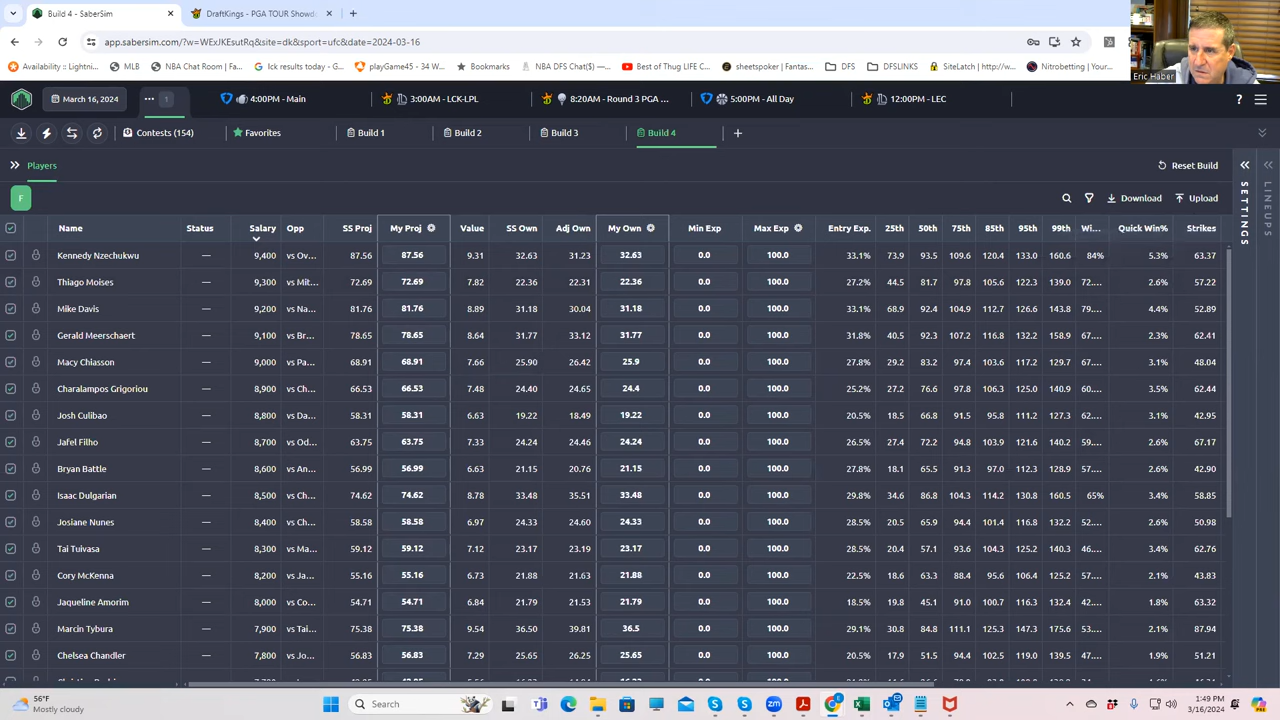 Build 4 - SaberSim
DraftKings - PGA TOUR Showd
app.sabersim.com/?w=WExJKEsutRq&site=dk&sport=ufc&date=2024-03-16
Availability :: Lightni...
MLB
NBA Chat Room | Fa...
lck results today - G...
playGame45 - 34 W...
Bookmarks
NBA DFS Chat($) -...
Best of Thug LIFE C...
sheetspoker | Fantas...
DFS
DFSLINKS
SiteLatch | http://w...
Nitrobetting | Your...
Eric Haber
March 16, 2024
1
4:00PM - Main
3:00AM - LCK-LPL
8:20AM - Round 3 PGA ...
5:00PM - All Day
12:00PM - LEC
?
Contests (154)
Favorites
Build 1
Build 2
Build 3
Build 4
Players
Reset Build
F
Download
Upload
SETTINGS
LINEUPS
Name Status Salary Opp SS Proj My Proj Value SS Own Own My Own Min Exp Max Exp Entry Exp. 25th 50th 75th 85th 95th 99th Wi... Quick Win% Strikes
Kennedy Nzechukwu — 9,400 vs Ov... 87.56 87.56 9.31 32.63 31.23 32.63 0.0 100.0 33.1% 73.9 93.5 109.6 120.4 133.0 160.6 84% 5.3% 63.37
Thiago Moises — 9,300 vs Mit... 72.69 72.69 7.82 22.36 22.31 22.36 0.0 100.0 27.2% 44.5 81.7 97.8 105.6 122.3 139.0 72.... 2.6% 57.22
Mike Davis — 9,200 vs Na... 81.76 81.76 8.89 31.18 30.04 31.18 0.0 100.0 31.1% 68.9 92.4 104.9 112.7 126.6 143.8 79.... 4.4% 52.89
Gerald Meerschaert — 9,100 vs Br... 78.65 78.65 8.64 31.77 33.12 31.77 0.0 100.0 31.8% 40.5 92.3 107.2 116.8 132.2 148.9 72.... 2.3% 62.41
Macy Chiasson — 9,000 vs Pa... 68.91 68.91 7.66 25.90 26.42 25.9 0.0 100.0 27.8% 29.2 83.2 97.4 103.6 117.2 129.7 67.... 3.1% 48.04
Charalampos Grigoriou — 8,900 vs Ch... 66.53 66.53 7.48 24.40 24.65 24.4 0.0 100.0 25.2% 27.2 76.6 97.8 106.3 125.0 140.9 60.... 3.5% 62.44
Josh Culibao — 8,800 vs Da... 58.31 58.31 6.63 19.22 18.49 19.22 0.0 100.0 20.5% 18.5 66.8 91.5 95.8 111.2 127.3 62.... 3.1% 42.95
Jafel Filho — 8,700 vs Od... 63.75 63.75 7.33 24.24 24.46 24.24 0.0 100.0 26.5% 27.4 72.2 94.8 103.9 121.6 140.2 59.... 2.6% 67.17
Bryan Battle — 8,600 vs An... 56.99 56.99 6.63 21.15 20.76 21.15 0.0 100.0 27.8% 18.1 65.5 91.3 97.0 112.3 128.9 57.... 2.6% 42.90
Isaac Dulgarian — 8,500 vs Ch... 74.62 74.62 8.78 33.48 35.51 33.48 0.0 100.0 29.8% 34.6 86.8 104.3 114.2 130.8 160.5 65% 3.4% 58.85
Josiane Nunes — 8,400 vs Ch... 58.58 58.58 6.97 24.33 24.60 24.33 0.0 100.0 28.5% 20.5 65.9 94.4 101.4 116.8 132.2 52.... 2.6% 50.98
Tai Tuivasa — 8,300 vs Ma... 59.12 59.12 7.12 23.17 23.19 23.17 0.0 100.0 28.5% 20.4 57.1 93.6 104.3 125.2 140.3 46.... 3.4% 62.76
Cory McKenna — 8,200 vs Ja... 55.16 55.16 6.73 21.88 21.63 21.88 0.0 100.0 22.5% 18.6 63.3 88.4 95.6 106.4 125.2 53.... 2.1% 43.83
Jaqueline Amorim — 8,000 vs Co... 54.71 54.71 6.84 21.79 21.53 21.79 0.0 100.0 18.5% 19.8 45.1 91.0 100.7 116.3 132.4 42.... 1.8% 63.32
Marcin Tybura — 7,900 vs Tai... 75.38 75.38 9.54 36.50 39.81 36.5 0.0 100.0 29.1% 30.8 84.8 111.1 125.3 147.3 175.6 53.... 2.1% 87.94
Chelsea Chandler — 7,800 vs Jo... 56.83 56.83 7.29 25.65 26.25 25.65 0.0 100.0 20.5% 17.9 51.5 94.4 102.5 119.0 139.5 47.... 1.9% 51.21
56°F
Mostly cloudy
Search
1:49 PM
3/16/2024